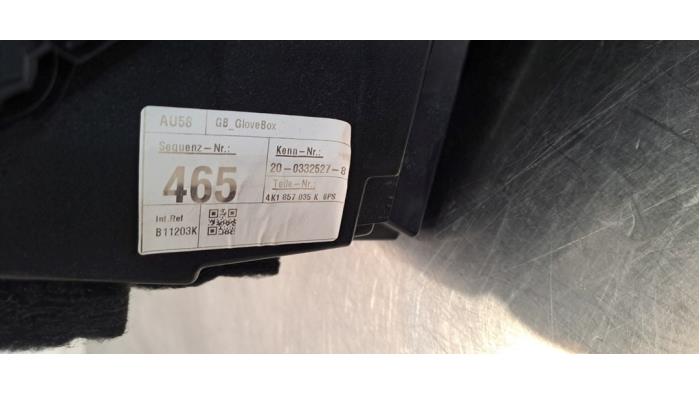 AU58 GB_GloveBox
Sequenz-Nr.: Kenn-Nr.:
465 20-0332527-8
Teile-Nr.:
4K1 857 035 K 6PS
Int.Ref
B11203K